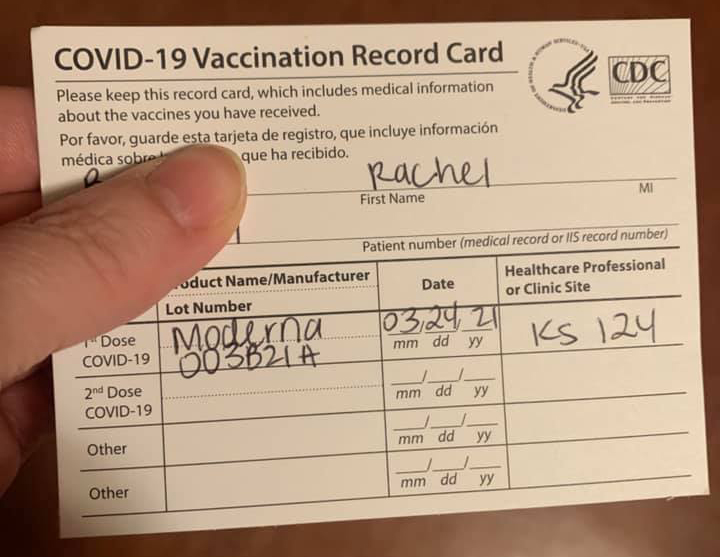 COVID-19 Vaccination Record Card
CDC
Please keep this record card, which includes medical information
about the vaccines you have received.
Por favor, guarde esta tarjeta de registro, que incluye información
médica sobre que ha recibido.
Rachel
First Name MI
Patient number (medical record or IIS record number)
Product Name/Manufacturer Date Healthcare Professional
Lot Number or Clinic Site
1st Dose Moderna 03/24/21 KS 124
COVID-19 003B21A mm dd yy
2nd Dose / /
COVID-19 mm dd yy
Other / /
mm dd yy
Other / /
mm dd yy